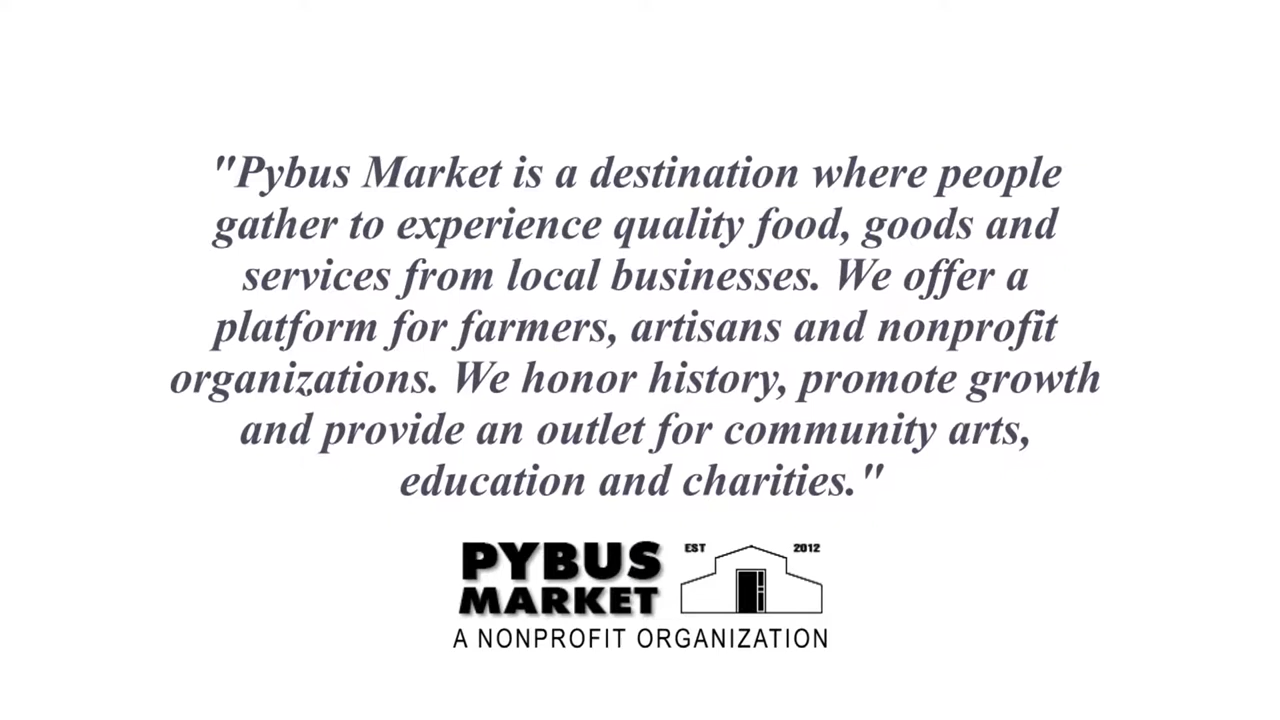 "Pybus Market is a destination where people
gather to experience quality food, goods and
services from local businesses. We offer a
platform for farmers, artisans and nonprofit
organizations. We honor history, promote growth
and provide an outlet for community arts,
education and charities."
PYBUS
MARKET
EST 2012
A NONPROFIT ORGANIZATION